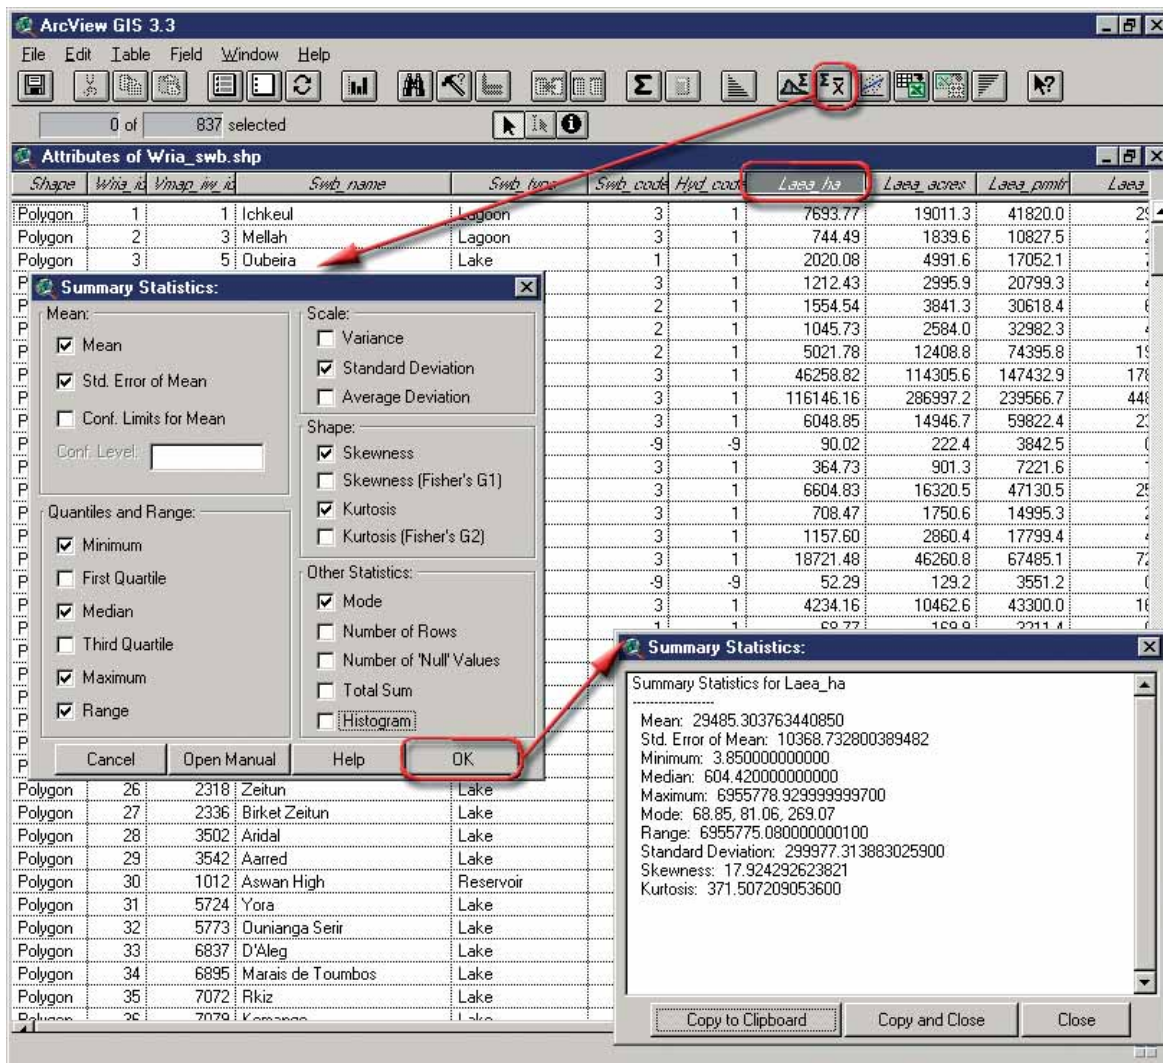 ArcView GIS 3.3
File Edit Table Field Window Help
0 of 837 selected
Attributes of Wria_swb.shp
Shape Wria_id Vmap_iw_id Swb_name Swb_type Swb_code Hyd_code Laea_ha Laea_acres Laea_pmtr Laea_
Polygon 1 1 Ichkeul Lagoon 3 1 7693.77 19011.3 41820.0
Polygon 2 3 Mellah Lagoon 3 1 744.49 1839.6 10827.5
Polygon 3 5 Oubeira Lake 1 1 2020.08 4991.6 17052.1
P 3 1 1212.43 2995.9 20799.3
P 2 1 1554.54 3841.3 30618.4
P 2 1 1045.73 2584.0 32982.3
P 2 1 5021.78 12408.8 74395.8
P 3 1 46258.82 114305.6 147432.9
P 3 1 116146.16 286997.2 239566.7
P 3 1 6048.85 14946.7 59822.4
P -9 -9 90.02 222.4 3842.5
P 3 1 364.73 901.3 7221.6
P 3 1 6604.83 16320.5 47130.5
P 3 1 708.47 1750.6 14995.3
P 3 1 1157.60 2860.4 17799.4
P 3 1 18721.48 46260.8 67485.1
P -9 -9 52.29 129.2 3551.2
P 3 1 4234.16 10462.6 43300.0
P 1 1 68.77 169.9 2211.4
Summary Statistics:
Mean:
Mean
Std. Error of Mean
Conf. Limits for Mean
Conf. Level:
Quantiles and Range:
Minimum
First Quartile
Median
Third Quartile
Maximum
Range
Scale:
Variance
Standard Deviation
Average Deviation
Shape:
Skewness
Skewness (Fisher's G1)
Kurtosis
Kurtosis (Fisher's G2)
Other Statistics:
Mode
Number of Rows
Number of 'Null' Values
Total Sum
Histogram
Cancel Open Manual Help OK
Polygon 26 2318 Zeitun Lake
Polygon 27 2336 Birket Zeitun Lake
Polygon 28 3502 Aridal Lake
Polygon 29 3542 Aarred Lake
Polygon 30 1012 Aswan High Reservoir
Polygon 31 5724 Yora Lake
Polygon 32 5773 Ounianga Serir Lake
Polygon 33 6837 D'Aleg Lake
Polygon 34 6895 Marais de Toumbos Lake
Polygon 35 7072 Rkiz Lake
Polygon 36 7079 Lake
Summary Statistics:
Summary Statistics for Laea_ha
------------------
Mean: 29485.303763440850
Std. Error of Mean: 10368.732800389482
Minimum: 3.850000000000
Median: 604.420000000000
Maximum: 6955778.929999999700
Mode: 68.85, 81.06, 269.07
Range: 6955775.080000000100
Standard Deviation: 299977.313883025900
Skewness: 17.924292623821
Kurtosis: 371.507209053600
Copy to Clipboard Copy and Close Close